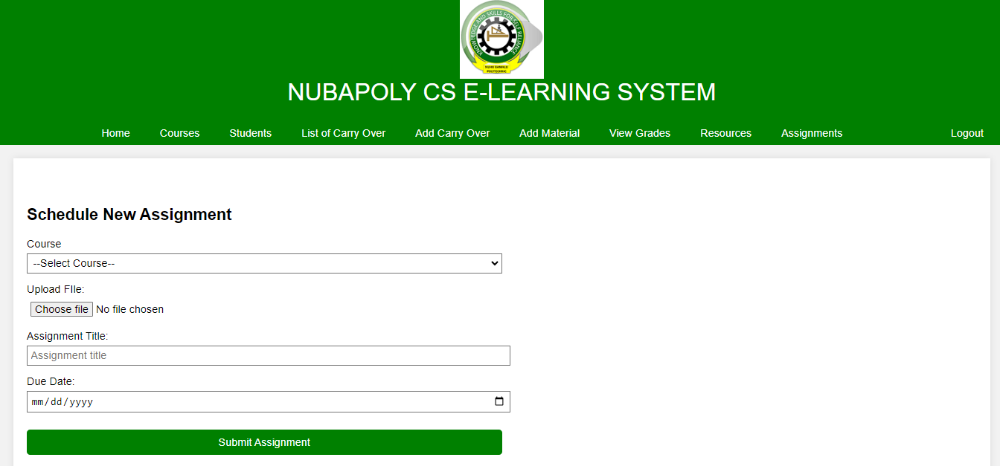 KNOWLEDGE AND SKILLS FOR SELF RELIANCE
NUHU BAMALLI
POLYTECHNIC
NUBAPOLY CS E-LEARNING SYSTEM
Home Courses Students List of Carry Over Add Carry Over Add Material View Grades Resources Assignments Logout
Schedule New Assignment
Course
--Select Course--
Upload FIle:
Choose file No file chosen
Assignment Title:
Assignment title
Due Date:
mm/dd/yyyy
Submit Assignment